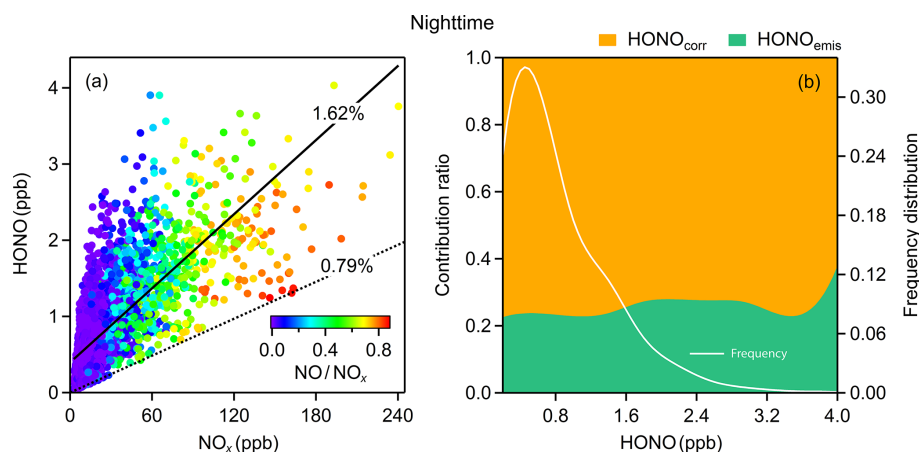 Nighttime
HONOcorr
HONOemis
(a)
(b)
1.62%
0.79%
4
3
2
1
0
HONO (ppb)
0 60 120 180 240
NOx (ppb)
0.0 0.4 0.8
NO / NOx
1.0
0.8
0.6
0.4
0.2
0.0
Contribution ratio
Frequency
0.8 1.6 2.4 3.2 4.0
HONO (ppb)
0.30
0.24
0.18
0.12
0.06
0.00
Frequency distribution